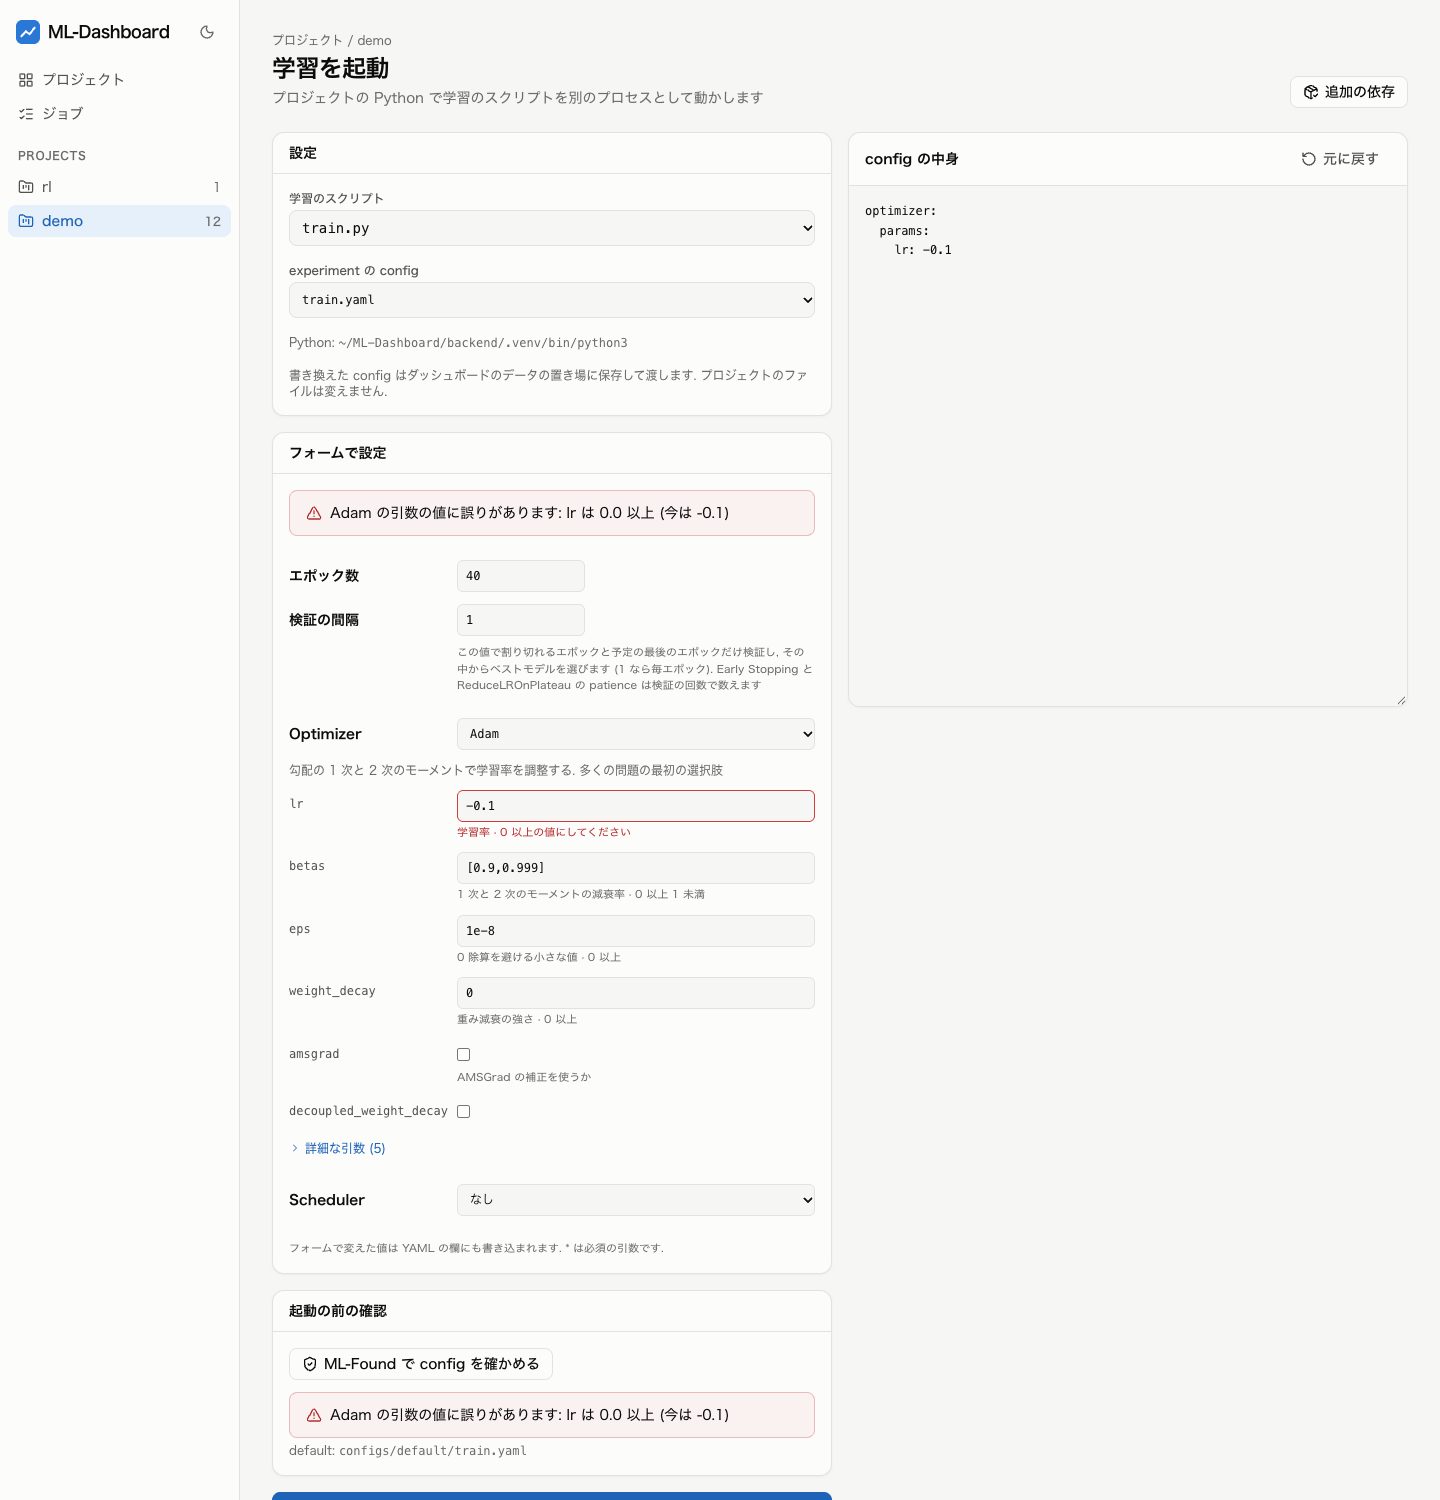 ML-Dashboard
プロジェクト
ジョブ
PROJECTS
rl 1
demo 12
プロジェクト / demo
学習を起動
プロジェクトの Python で学習のスクリプトを別のプロセスとして動かします
追加の依存
設定
学習のスクリプト
train.py
experiment の config
train.yaml
Python: ~/ML-Dashboard/backend/.venv/bin/python3
書き換えた config はダッシュボードのデータの置き場に保存して渡します. プロジェクトのファ
イルは変えません.
フォームで設定
Adam の引数の値に誤りがあります: lr は 0.0 以上 (今は -0.1)
エポック数 40
検証の間隔 1
この値で割り切れるエポックと予定の最後のエポックだけ検証し, その
中からベストモデルを選びます (1 なら毎エポック). Early Stopping と
ReduceLROnPlateau の patience は検証の回数で数えます
Optimizer Adam
勾配の 1 次と 2 次のモーメントで学習率を調整する. 多くの問題の最初の選択肢
lr -0.1
学習率 · 0 以上の値にしてください
betas [0.9,0.999]
1 次と 2 次のモーメントの減衰率 · 0 以上 1 未満
eps 1e-8
0 除算を避ける小さな値 · 0 以上
weight_decay 0
重み減衰の強さ · 0 以上
amsgrad
AMSGrad の補正を使うか
decoupled_weight_decay
詳細な引数 (5)
Scheduler なし
フォームで変えた値は YAML の欄にも書き込まれます. * は必須の引数です.
起動の前の確認
ML-Found で config を確かめる
Adam の引数の値に誤りがあります: lr は 0.0 以上 (今は -0.1)
default: configs/default/train.yaml
config の中身
元に戻す
optimizer:
params:
lr: -0.1